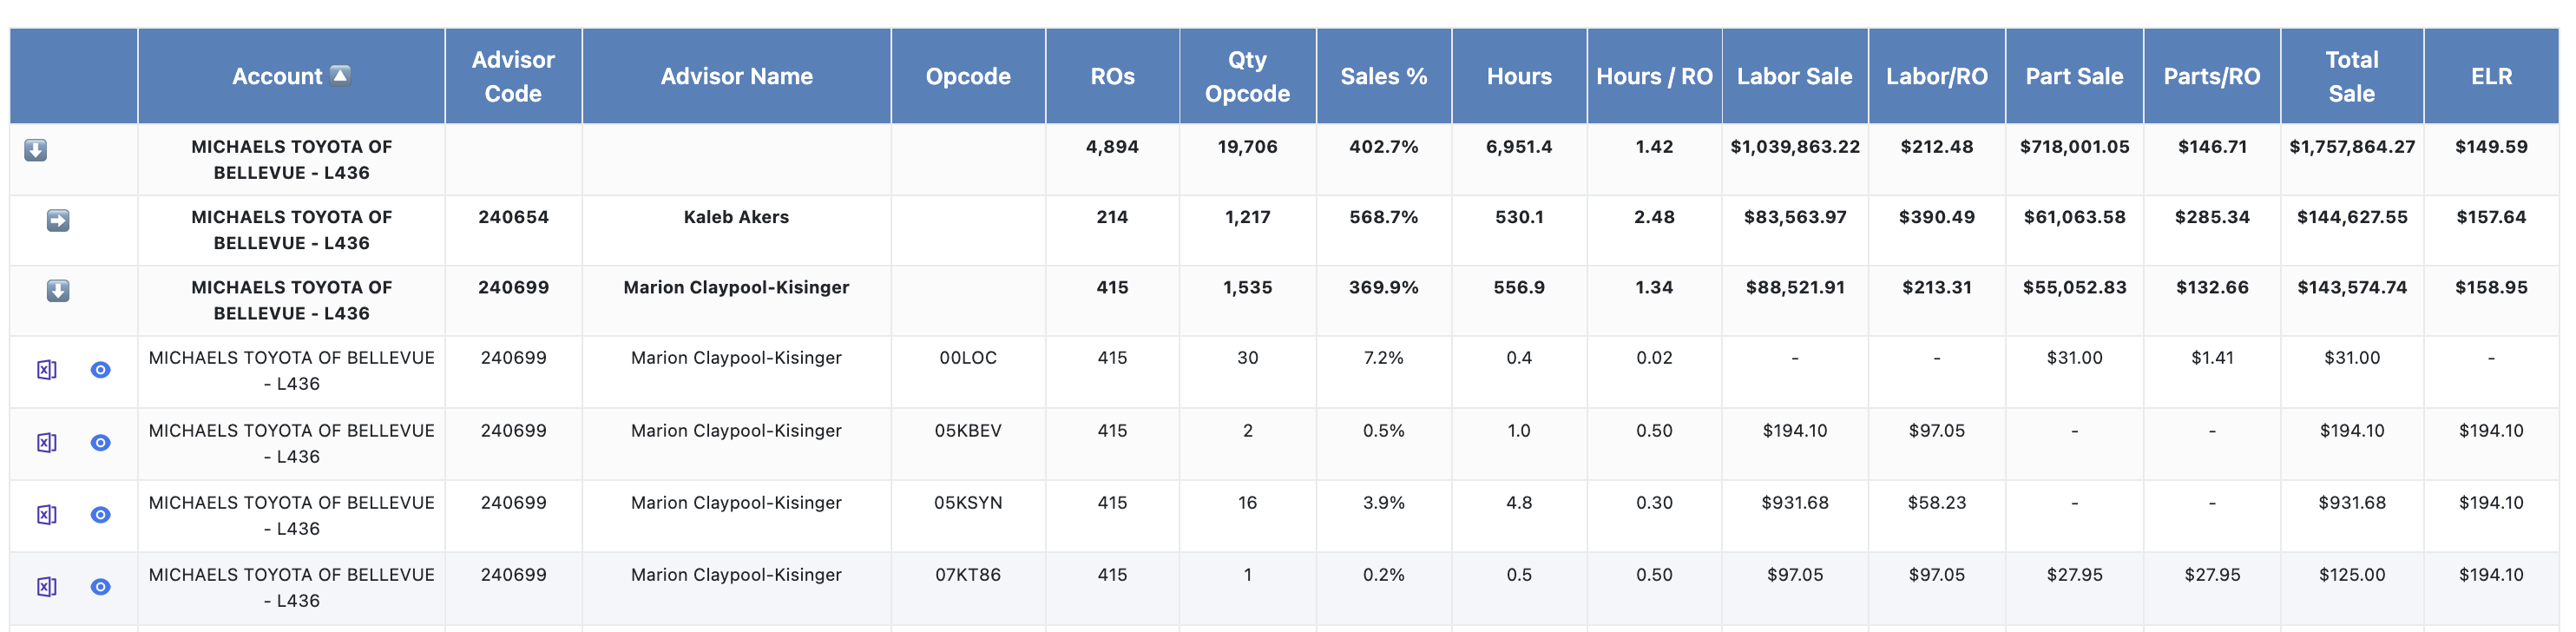 Account Advisor Code Advisor Name Opcode ROs Qty Opcode Sales % Hours Hours / RO Labor Sale Labor/RO Part Sale Parts/RO Total Sale ELR
MICHAELS TOYOTA OF BELLEVUE - L436 4,894 19,706 402.7% 6,951.4 1.42 $1,039,863.22 $212.48 $718,001.05 $146.71 $1,757,864.27 $149.59
MICHAELS TOYOTA OF BELLEVUE - L436 240654 Kaleb Akers 214 1,217 568.7% 530.1 2.48 $83,563.97 $390.49 $61,063.58 $285.34 $144,627.55 $157.64
MICHAELS TOYOTA OF BELLEVUE - L436 240699 Marion Claypool-Kisinger 415 1,535 369.9% 556.9 1.34 $88,521.91 $213.31 $55,052.83 $132.66 $143,574.74 $158.95
MICHAELS TOYOTA OF BELLEVUE - L436 240699 Marion Claypool-Kisinger 00LOC 415 30 7.2% 0.4 0.02 - - $31.00 $1.41 $31.00 -
MICHAELS TOYOTA OF BELLEVUE - L436 240699 Marion Claypool-Kisinger 05KBEV 415 2 0.5% 1.0 0.50 $194.10 $97.05 - - $194.10 $194.10
MICHAELS TOYOTA OF BELLEVUE - L436 240699 Marion Claypool-Kisinger 05KSYN 415 16 3.9% 4.8 0.30 $931.68 $58.23 - - $931.68 $194.10
MICHAELS TOYOTA OF BELLEVUE - L436 240699 Marion Claypool-Kisinger 07KT86 415 1 0.2% 0.5 0.50 $97.05 $97.05 $27.95 $27.95 $125.00 $194.10